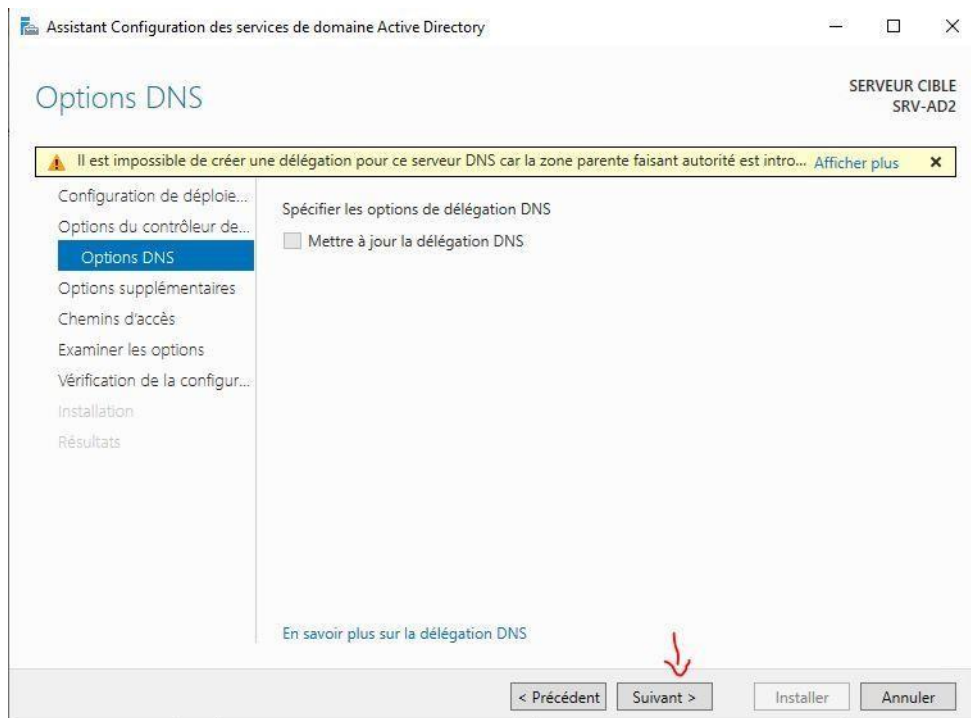 Assistant Configuration des services de domaine Active Directory
Options DNS
SERVEUR CIBLE
SRV-AD2
Il est impossible de créer une délégation pour ce serveur DNS car la zone parente faisant autorité est intro... Afficher plus
Configuration de déploie...
Options du contrôleur de...
Options DNS
Options supplémentaires
Chemins d'accès
Examiner les options
Vérification de la configur...
Installation
Résultats
Spécifier les options de délégation DNS
Mettre à jour la délégation DNS
En savoir plus sur la délégation DNS
< Précédent Suivant > Installer Annuler